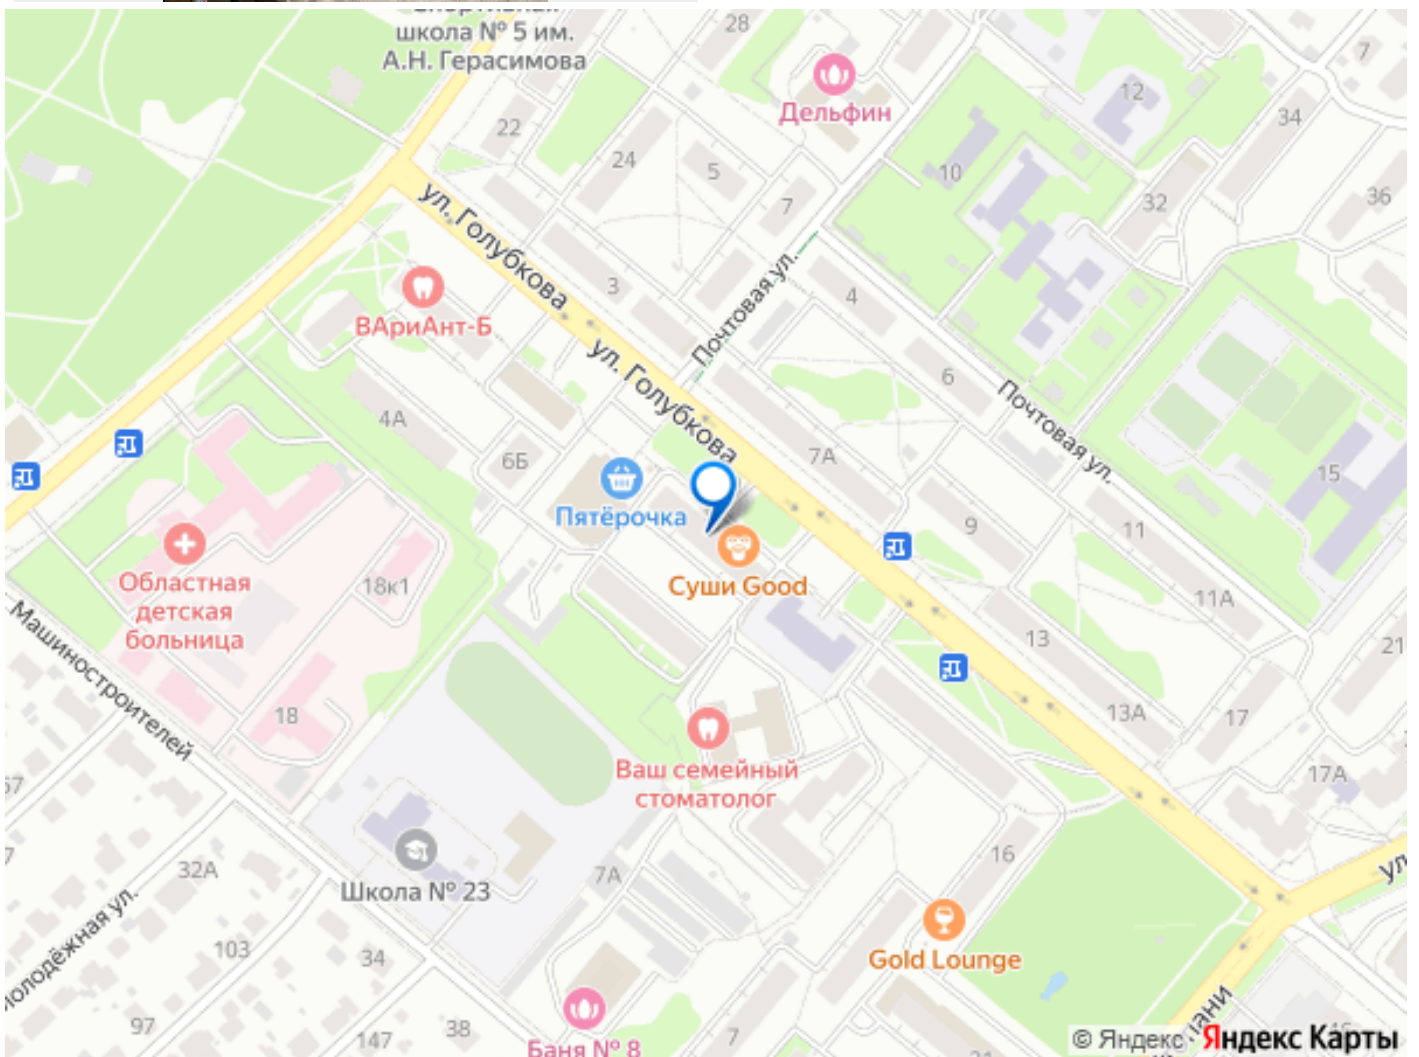 школа № 5 им.
А.Н. Герасимова
28
7
Дельфин
12
34
22
24
5
10
7
32
36
ул. Голубкова
ВАриАнт-Б
3
Почтовая ул.
4
ул. Голубкова
6
Почтовая ул.
4А
6Б
7А
15
Пятёрочка
9
11
Суши Good
Областная
детская
больница
18к1
11А
Машиностроителей
13
21
18
13А
17
Ваш семейный
стоматолог
17А
Школа № 23
32А
7А
16
ул
103
34
Gold Lounge
97
147
38
Баня № 8
7
© Яндекс
Яндекс Карты